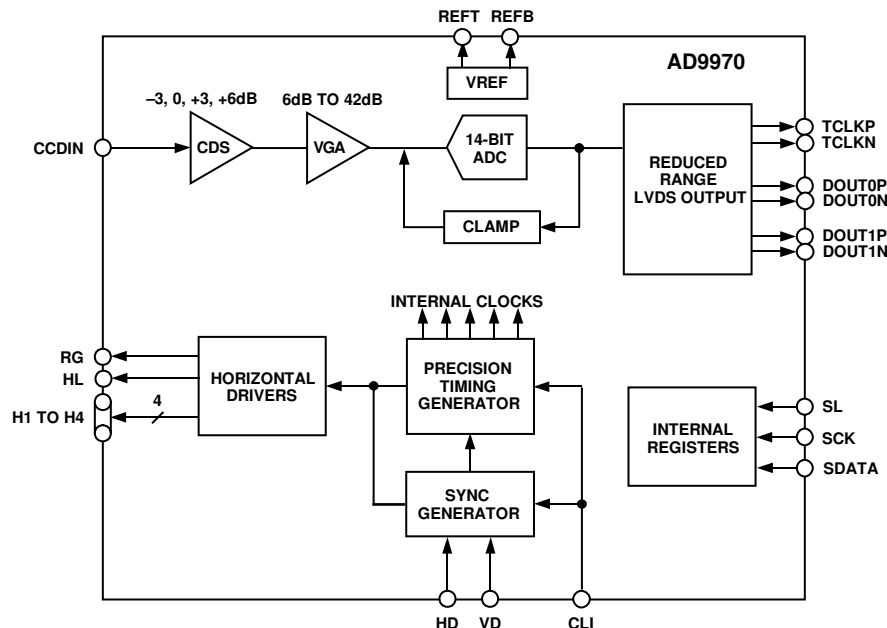 REFT REFB
AD9970
VREF
–3, 0, +3, +6dB
6dB TO 42dB
CCDIN
CDS
VGA
14-BIT
ADC
CLAMP
REDUCED
RANGE
LVDS OUTPUT
TCLKP
TCLKN
DOUT0P
DOUT0N
DOUT1P
DOUT1N
INTERNAL CLOCKS
RG
HL
H1 TO H4
4
HORIZONTAL
DRIVERS
PRECISION
TIMING
GENERATOR
SYNC
GENERATOR
INTERNAL
REGISTERS
SL
SCK
SDATA
HD VD CLI